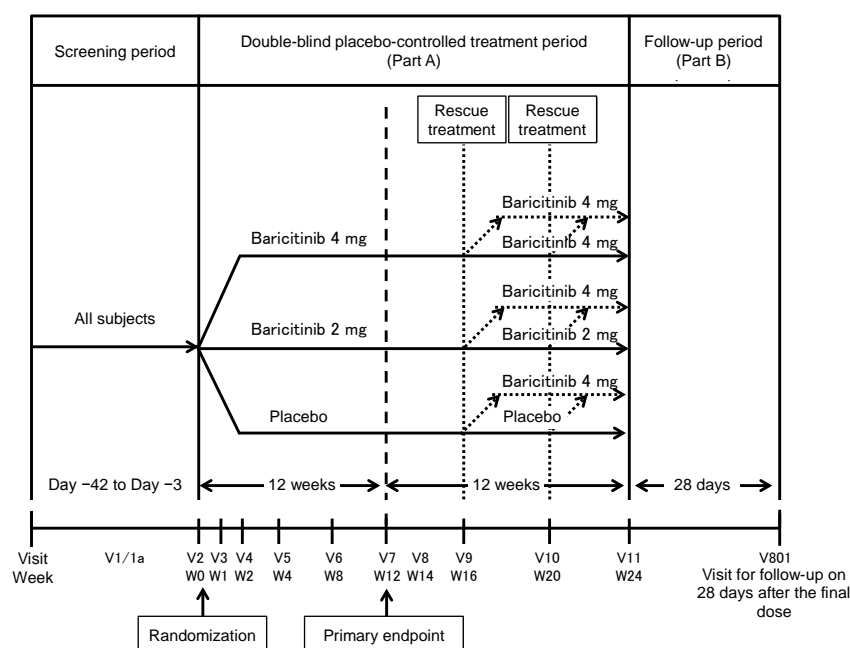 Screening period
Double-blind placebo-controlled treatment period
(Part A)
Follow-up period
(Part B)
Rescue
treatment
Rescue
treatment
Baricitinib 4 mg
Baricitinib 4 mg
Baricitinib 4 mg
Baricitinib 4 mg
All subjects
Baricitinib 2 mg
Baricitinib 2 mg
Baricitinib 4 mg
Placebo
Placebo
Day −42 to Day −3
12 weeks
12 weeks
28 days
Visit V1/1a V2 V3 V4 V5 V6 V7 V8 V9 V10 V11 V801
Week W0 W1 W2 W4 W8 W12 W14 W16 W20 W24
Visit for follow-up on
28 days after the final
dose
Randomization
Primary endpoint